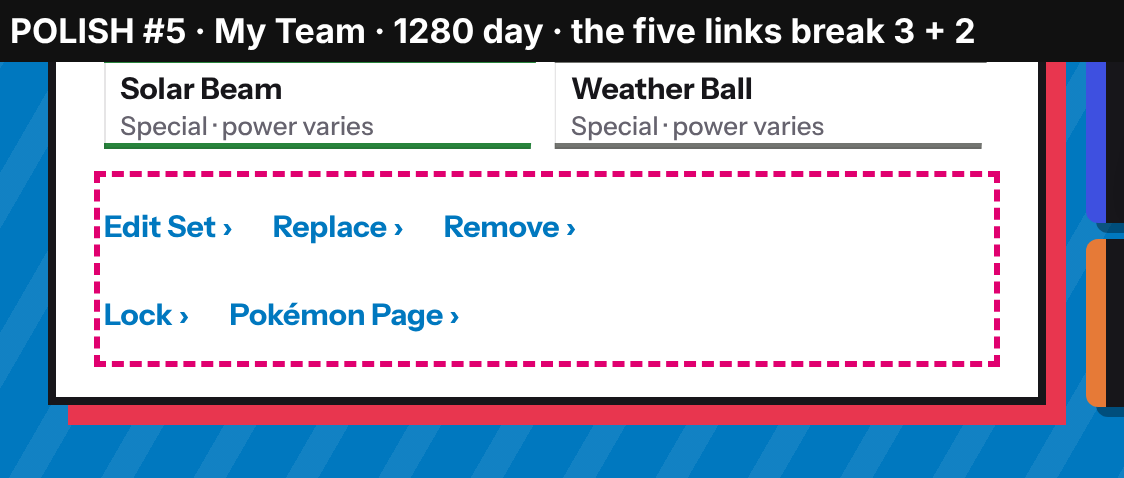 POLISH #5 · My Team · 1280 day · the five links break 3 + 2
Solar Beam
Special · power varies
Weather Ball
Special · power varies
Edit Set › Replace › Remove ›
Lock › Pokémon Page ›